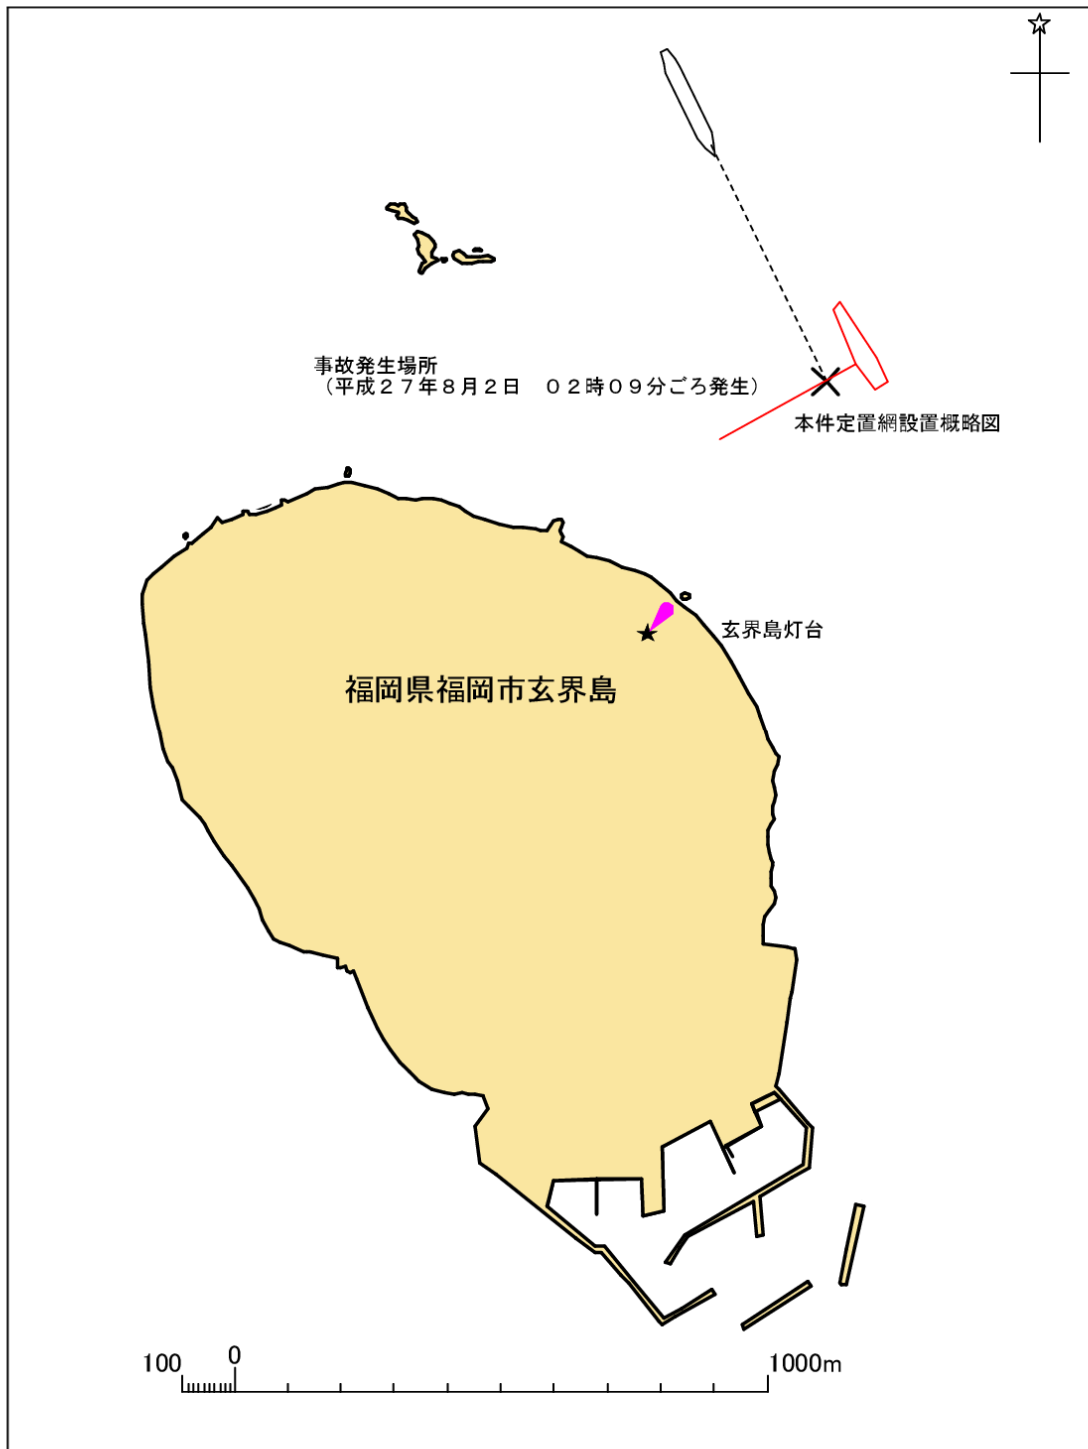 事故発生場所
（平成２７年８月２日　０２時０９分ごろ発生）
本件定置網設置概略図
玄界島灯台
福岡県福岡市玄界島
100 0 1000m